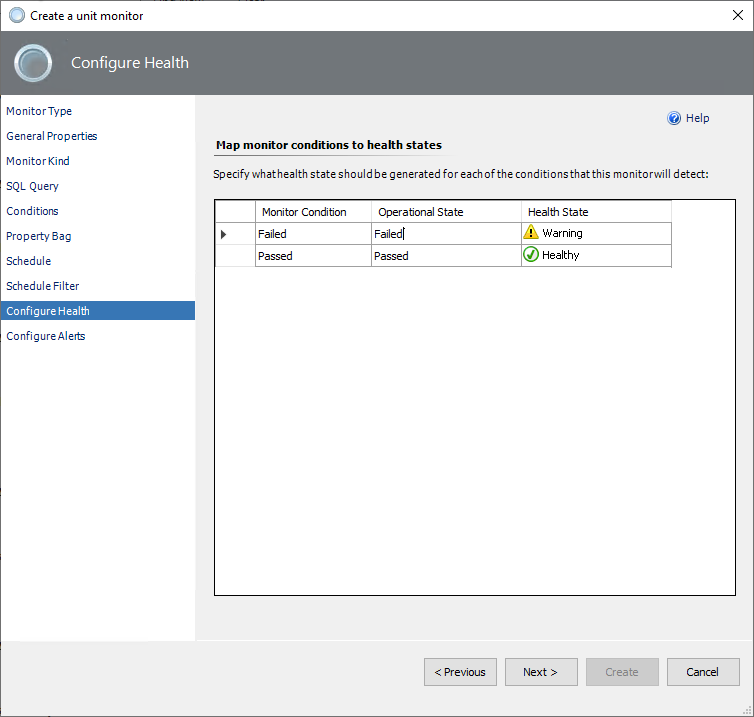 Create a unit monitor
Configure Health
Monitor Type
General Properties
Monitor Kind
SQL Query
Conditions
Property Bag
Schedule
Schedule Filter
Configure Health
Configure Alerts
Help
Map monitor conditions to health states
Specify what health state should be generated for each of the conditions that this monitor will detect:
Monitor Condition Operational State Health State
Failed Failed Warning
Passed Passed Healthy
< Previous Next > Create Cancel